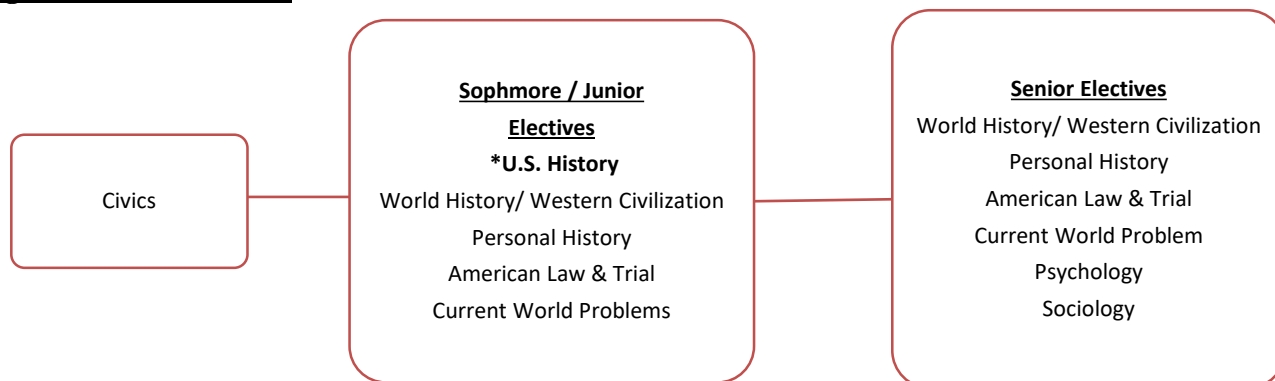 Civics
Sophmore / Junior
Electives
*U.S. History
World History/ Western Civilization
Personal History
American Law & Trial
Current World Problems
Senior Electives
World History/ Western Civilization
Personal History
American Law & Trial
Current World Problem
Psychology
Sociology